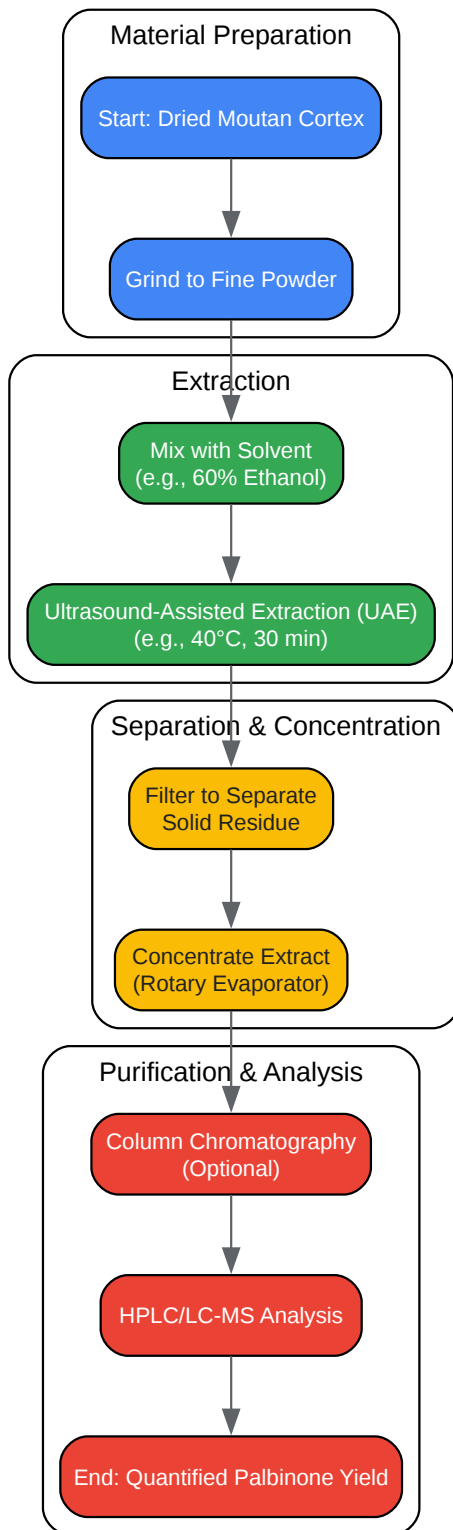 Material Preparation
Start: Dried Moutan Cortex
Grind to Fine Powder
Extraction
Mix with Solvent
(e.g., 60% Ethanol)
Ultrasound-Assisted Extraction (UAE)
(e.g., 40°C, 30 min)
Separation & Concentration
Filter to Separate
Solid Residue
Concentrate Extract
(Rotary Evaporator)
Purification & Analysis
Column Chromatography
(Optional)
HPLC/LC-MS Analysis
End: Quantified Palbinone Yield